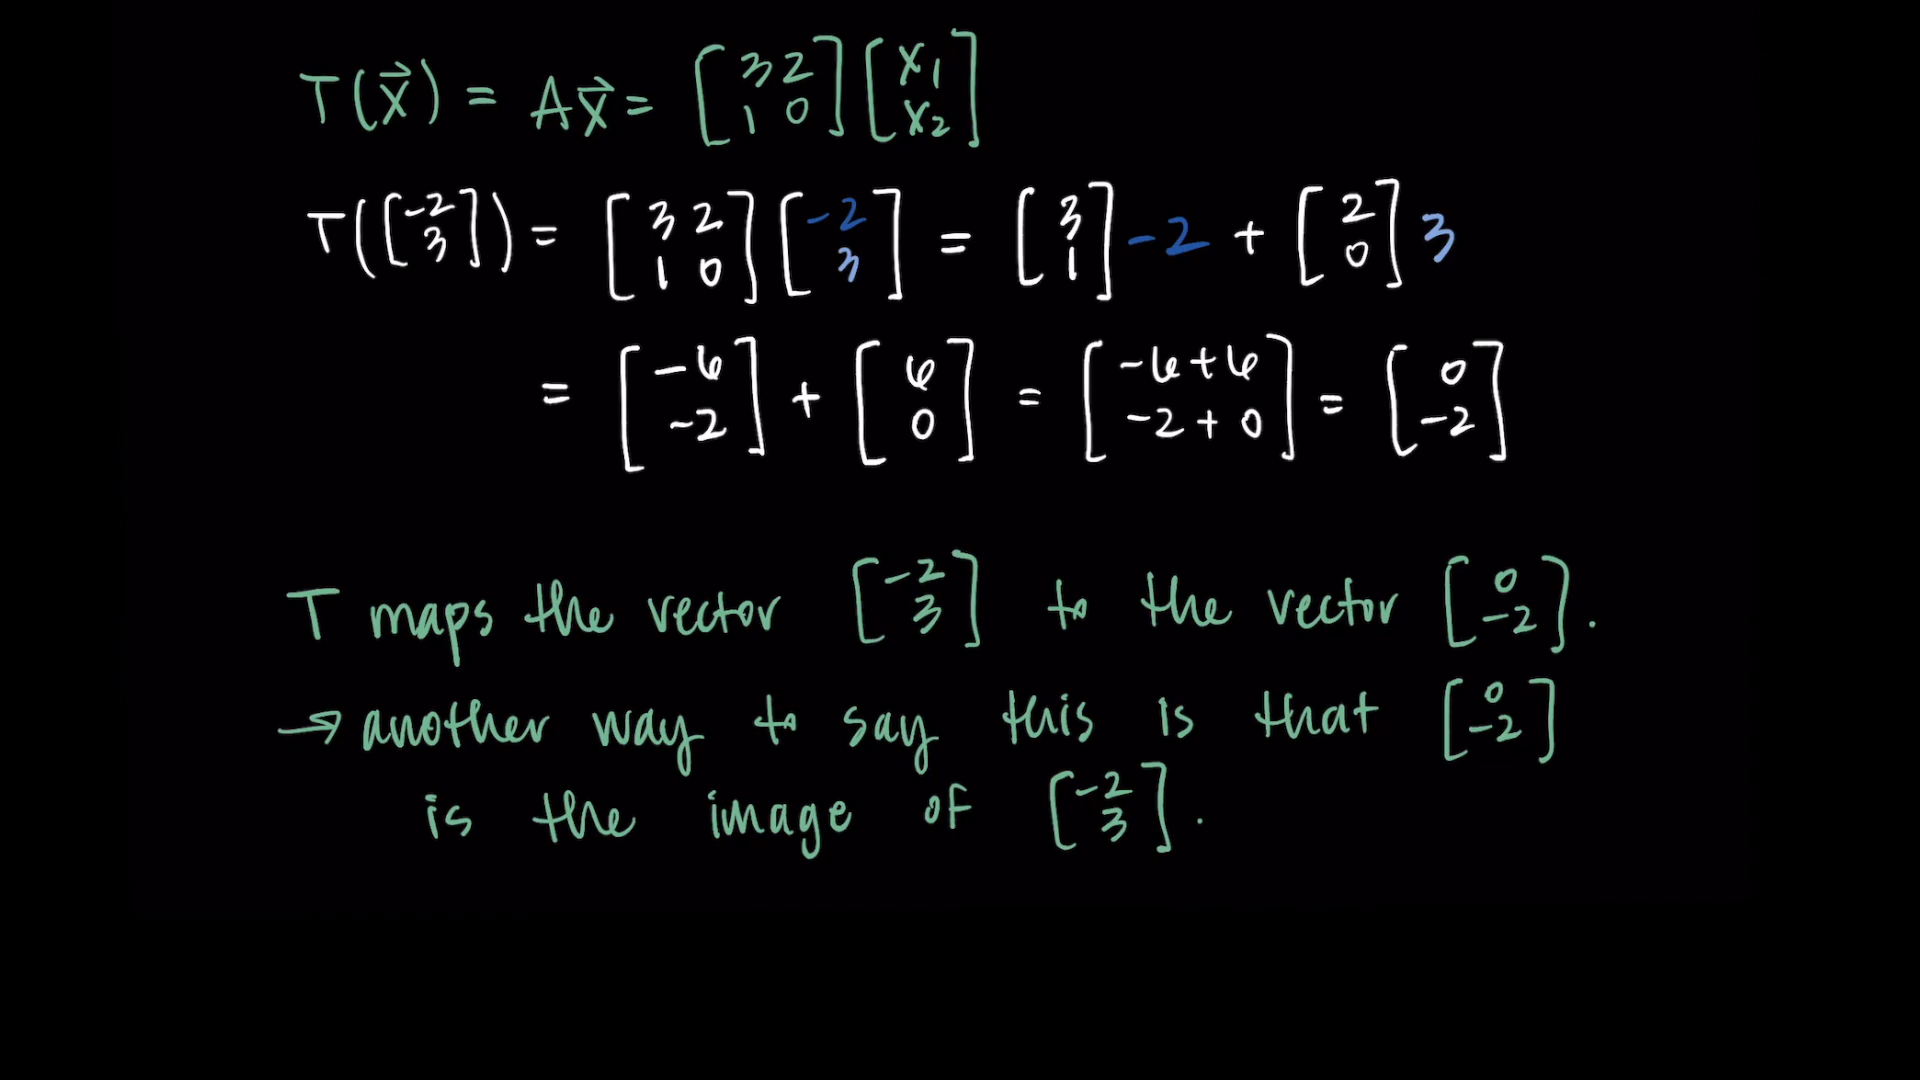 T(x⃗) = Ax⃗ = [3 2; 1 0] [x₁; x₂]
T([-2; 3]) = [3 2; 1 0] [-2; 3] = [3; 1] -2 + [2; 0] 3
= [-6; -2] + [6; 0] = [-6+6; -2+0] = [0; -2]
T maps the vector [-2; 3] to the vector [0; -2].
→ another way to say this is that [0; -2]
is the image of [-2; 3].